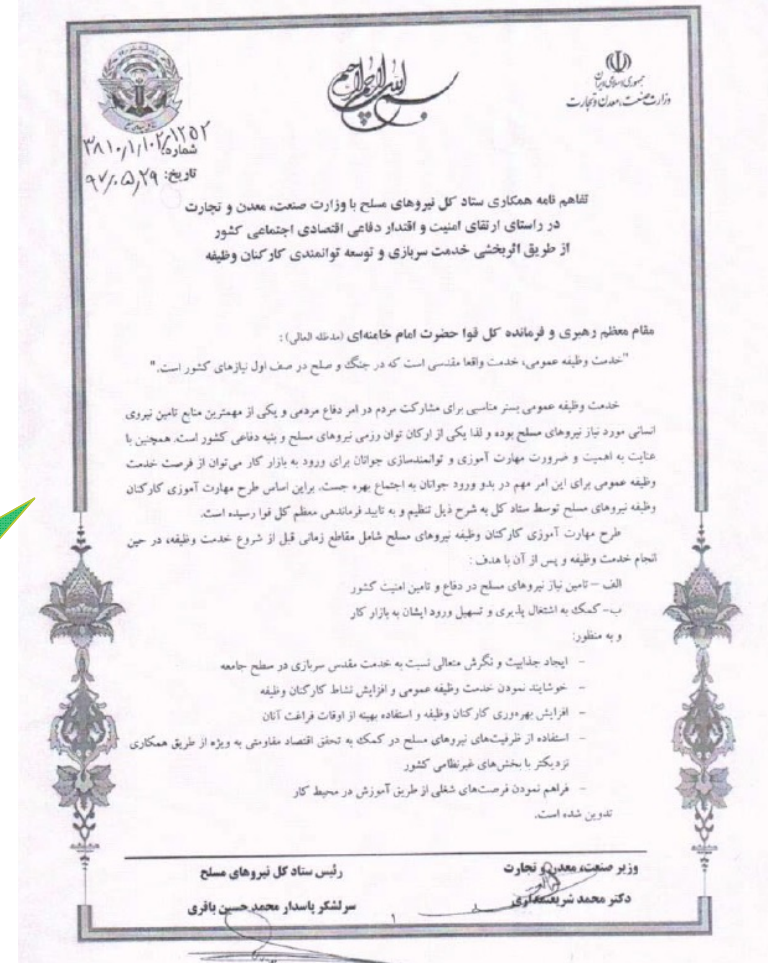 بسم الله الرحمن الرحیم
جمهوری اسلامی ایران
وزارت صنعت، معدن و تجارت
شماره: ۳۸۱۰/۱/۱۰۲/۱۲۵۲
تاریخ: ۹۷/۰۵/۲۹
تفاهم نامه همکاری ستاد کل نیروهای مسلح با وزارت صنعت، معدن و تجارت
در راستای ارتقای امنیت و اقتدار دفاعی اقتصادی اجتماعی کشور
از طریق اثربخشی خدمت سربازی و توسعه توانمندی کارکنان وظیفه
مقام معظم رهبری و فرمانده کل قوا حضرت امام خامنه‌ای (مدظله العالی) :
"خدمت وظیفه عمومی، خدمت واقعا مقدسی است که در جنگ و صلح در صف اول نیازهای کشور است."
خدمت وظیفه عمومی بستر مناسبی برای مشارکت مردم در امر دفاع مردمی و یکی از مهمترین منابع تامین نیروی
انسانی مورد نیاز نیروهای مسلح بوده و لذا یکی از ارکان توان رزمی نیروهای مسلح و بنیه دفاعی کشور است. همچنین با
عنایت به اهمیت و ضرورت مهارت آموزی و توانمندسازی جوانان برای ورود به بازار کار می‌توان از فرصت خدمت
وظیفه عمومی برای این امر مهم در بدو ورود جوانان به اجتماع بهره جست. براین اساس طرح مهارت آموزی کارکنان
وظیفه نیروهای مسلح توسط ستاد کل به شرح ذیل تنظیم و به تایید فرماندهی معظم کل قوا رسیده است.
طرح مهارت آموزی کارکنان وظیفه نیروهای مسلح شامل مقاطع زمانی قبل از شروع خدمت وظیفه، در حین
انجام خدمت وظیفه و پس از آن با هدف :
الف – تامین نیاز نیروهای مسلح در دفاع و تامین امنیت کشور
ب- کمک به اشتغال پذیری و تسهیل ورود ایشان به بازار کار
و به منظور:
- ایجاد جذابیت و نگرش متعالی نسبت به خدمت مقدس سربازی در سطح جامعه
- خوشایند نمودن خدمت وظیفه عمومی و افزایش نشاط کارکنان وظیفه
- افزایش بهره‌وری کارکنان وظیفه و استفاده بهینه از اوقات فراغت آنان
- استفاده از ظرفیت‌های نیروهای مسلح در کمک به تحقق اقتصاد مقاومتی به ویژه از طریق همکاری
نزدیکتر با بخش‌های غیرنظامی کشور
- فراهم نمودن فرصت‌های شغلی از طریق آموزش در محیط کار
تدوین شده است.
وزیر صنعت، معدن و تجارت
دکتر محمد شریعتمداری
رئیس ستاد کل نیروهای مسلح
سرلشکر پاسدار محمد حسین باقری
۱